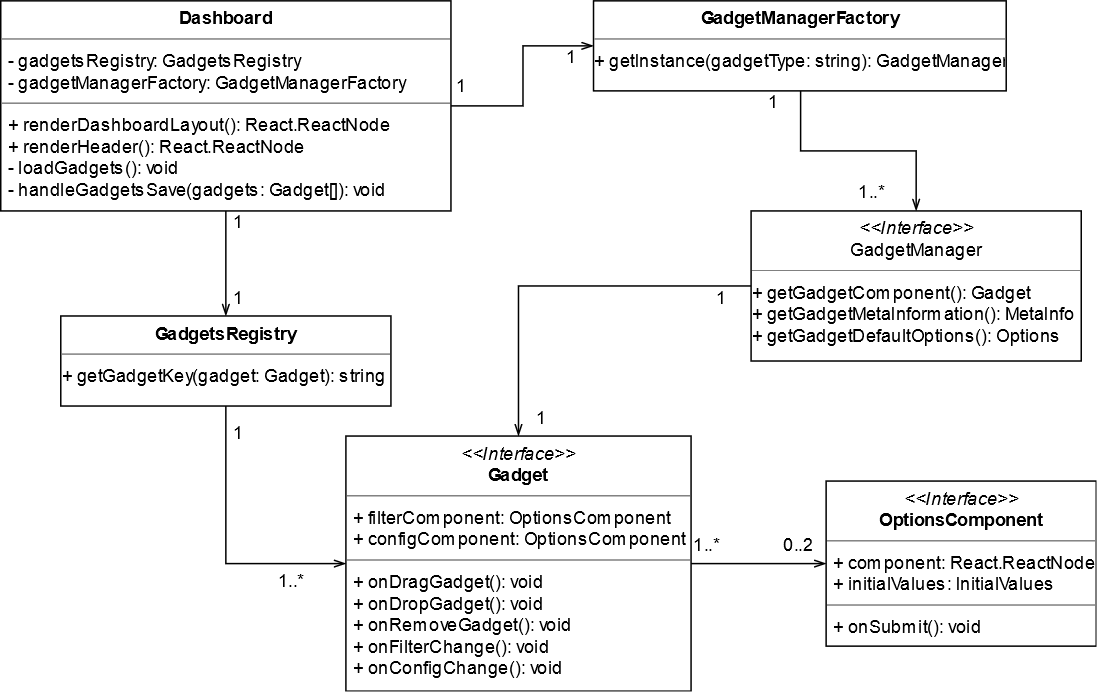 Dashboard
- gadgetsRegistry: GadgetsRegistry
- gadgetManagerFactory: GadgetManagerFactory
+ renderDashboardLayout(): React.ReactNode
+ renderHeader(): React.ReactNode
- loadGadgets(): void
- handleGadgetsSave(gadgets: Gadget[]): void
1
1
GadgetManagerFactory
+ getInstance(gadgetType: string): GadgetManager
1
1..*
<<Interface>>
GadgetManager
+ getGadgetComponent(): Gadget
+ getGadgetMetaInformation(): MetaInfo
+ getGadgetDefaultOptions(): Options
1
1
1
1
GadgetsRegistry
+ getGadgetKey(gadget: Gadget): string
1
1..*
<<Interface>>
Gadget
+ filterComponent: OptionsComponent
+ configComponent: OptionsComponent
+ onDragGadget(): void
+ onDropGadget(): void
+ onRemoveGadget(): void
+ onFilterChange(): void
+ onConfigChange(): void
1..*
0..2
<<Interface>>
OptionsComponent
+ component: React.ReactNode
+ initialValues: InitialValues
+ onSubmit(): void